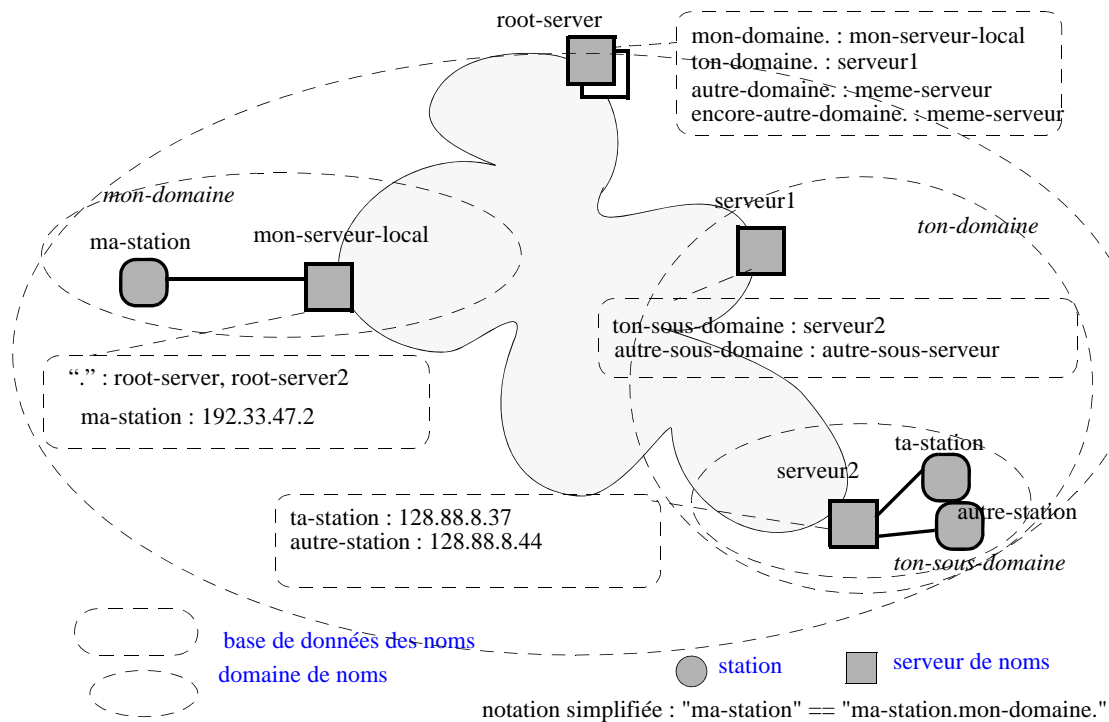 root-server
mon-domaine. : mon-serveur-local
ton-domaine. : serveur1
autre-domaine. : meme-serveur
encore-autre-domaine. : meme-serveur
mon-domaine
serveur1
ton-domaine
ma-station
mon-serveur-local
ton-sous-domaine : serveur2
autre-sous-domaine : autre-sous-serveur
“.” : root-server, root-server2
ma-station : 192.33.47.2
ta-station
serveur2
autre-station
ta-station : 128.88.8.37
autre-station : 128.88.8.44
ton-sous-domaine
base de données des noms
domaine de noms
station
serveur de noms
notation simplifiée : "ma-station" == "ma-station.mon-domaine."